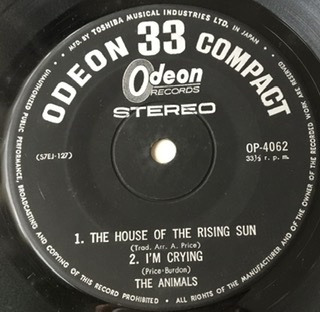 MFD. BY TOSHIBA MUSICAL INDUSTRIES LTD. IN JAPAN.
ODEON 33 COMPACT
Odeon
RECORDS
STEREO
(S7EJ-127)
OP-4062
33⅓ r. p. m.
1. THE HOUSE OF THE RISING SUN
(Trad. Arr. A. Price)
2. I'M CRYING
(Price-Burdon)
THE ANIMALS
UNAUTHORIZED PUBLIC PERFORMANCE, BROADCASTING AND COPYING OF THIS RECORD PROHIBITED • ALL RIGHTS OF THE MANUFACTURER AND OF THE OWNER OF THE RECORDED WORK ARE RESERVED